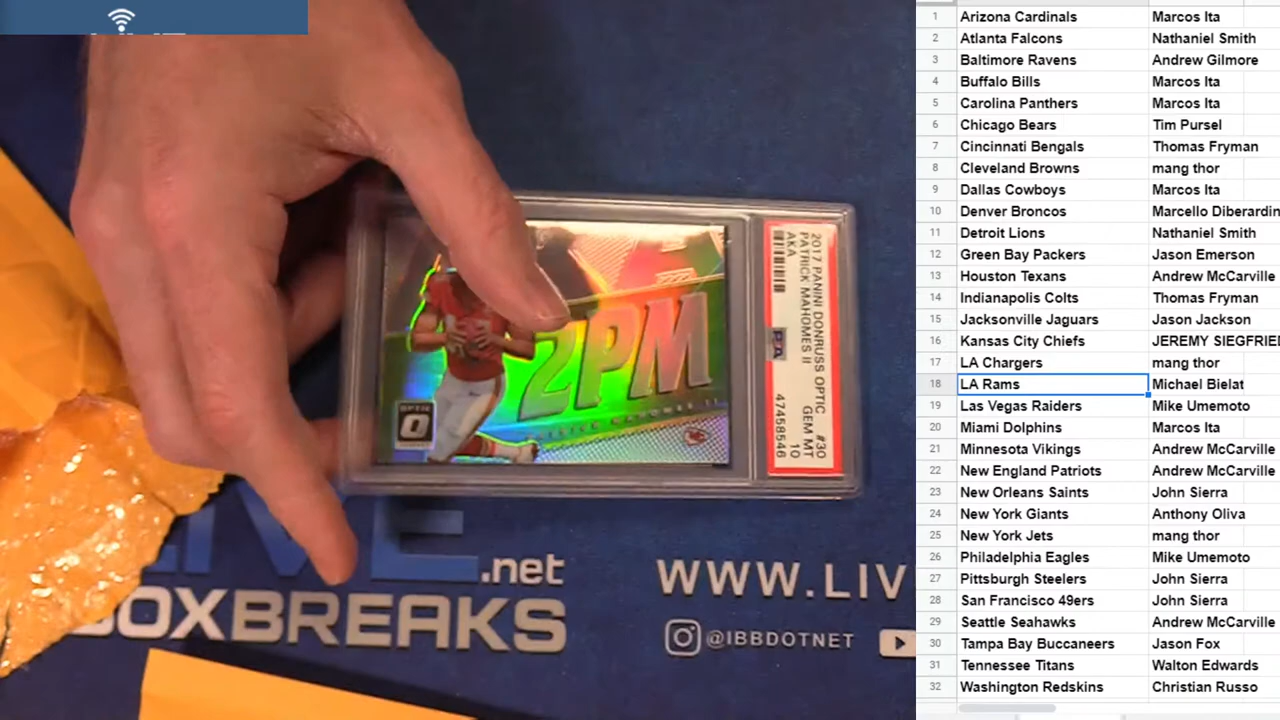 2PM
OPTIC
2017 PANINI DONRUSS OPTIC #30
PATRICK MAHOMES II GEM MT
AKA 10
47458546
PSA
LIVE
.net
BOXBREAKS
WWW.LIV
@IBBDOTNET
1 Arizona Cardinals Marcos Ita
2 Atlanta Falcons Nathaniel Smith
3 Baltimore Ravens Andrew Gilmore
4 Buffalo Bills Marcos Ita
5 Carolina Panthers Marcos Ita
6 Chicago Bears Tim Pursel
7 Cincinnati Bengals Thomas Fryman
8 Cleveland Browns mang thor
9 Dallas Cowboys Marcos Ita
10 Denver Broncos Marcello Diberardin
11 Detroit Lions Nathaniel Smith
12 Green Bay Packers Jason Emerson
13 Houston Texans Andrew McCarville
14 Indianapolis Colts Thomas Fryman
15 Jacksonville Jaguars Jason Jackson
16 Kansas City Chiefs JEREMY SIEGFRIED
17 LA Chargers mang thor
18 LA Rams Michael Bielat
19 Las Vegas Raiders Mike Umemoto
20 Miami Dolphins Marcos Ita
21 Minnesota Vikings Andrew McCarville
22 New England Patriots Andrew McCarville
23 New Orleans Saints John Sierra
24 New York Giants Anthony Oliva
25 New York Jets mang thor
26 Philadelphia Eagles Mike Umemoto
27 Pittsburgh Steelers John Sierra
28 San Francisco 49ers John Sierra
29 Seattle Seahawks Andrew McCarville
30 Tampa Bay Buccaneers Jason Fox
31 Tennessee Titans Walton Edwards
32 Washington Redskins Christian Russo